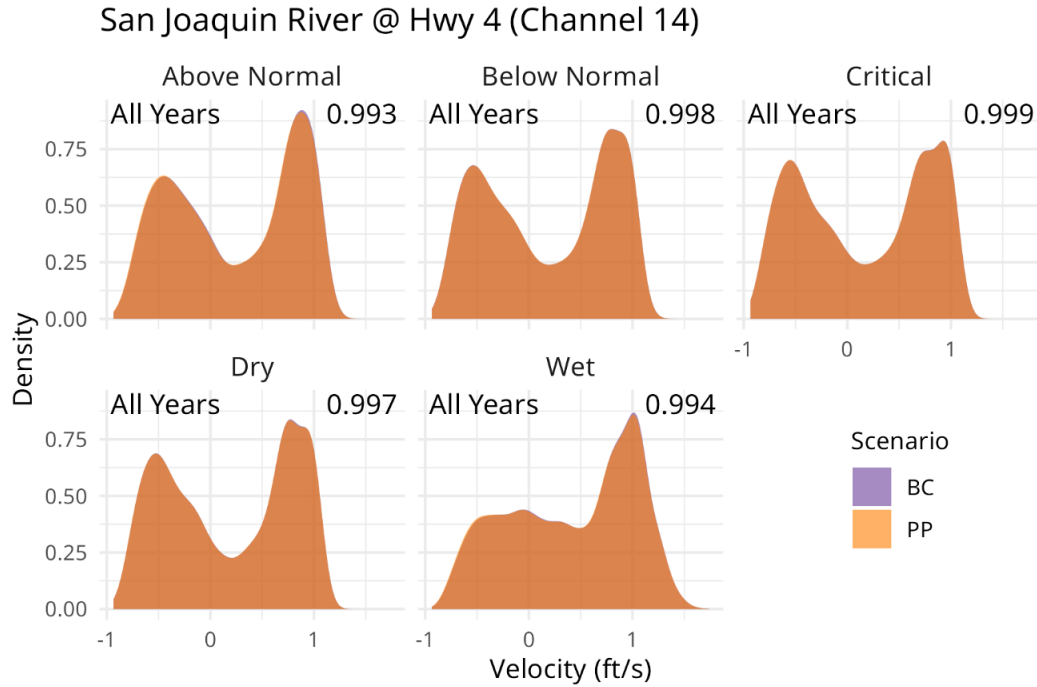 San Joaquin River @ Hwy 4 (Channel 14)
Above Normal
Below Normal
Critical
All Years 0.993
All Years 0.998
All Years 0.999
0.75
0.50
0.25
0.00
-1 0 1
Density
Dry
Wet
All Years 0.997
All Years 0.994
0.75
0.50
0.25
0.00
-1 0 1
-1 0 1
Velocity (ft/s)
Scenario
BC
PP